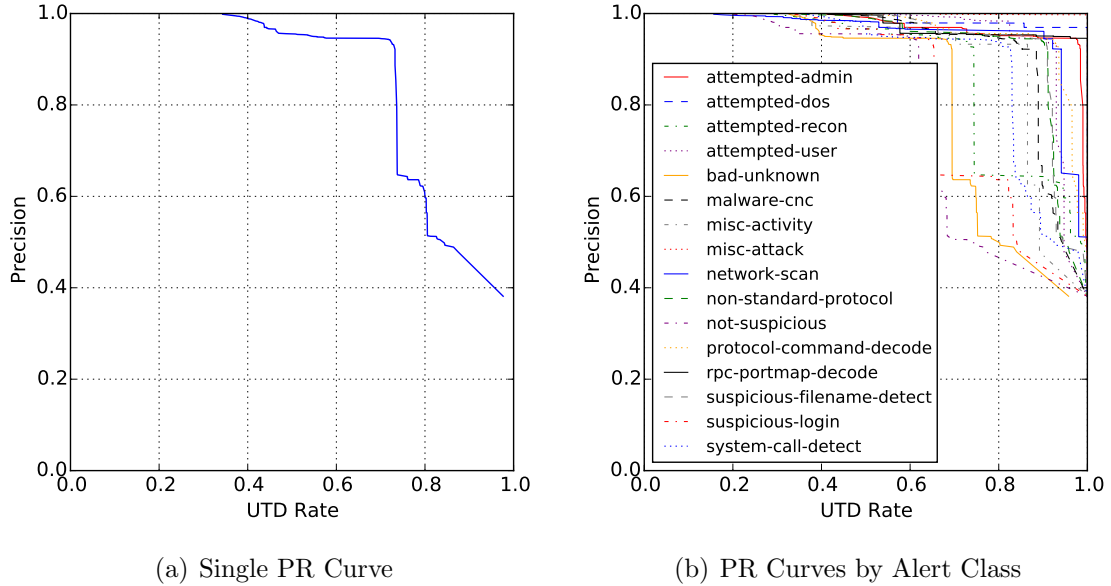 1.0
0.8
0.6
0.4
0.2
0.0
Precision
0.0 0.2 0.4 0.6 0.8 1.0
UTD Rate
(a) Single PR Curve
1.0
0.8
0.6
0.4
0.2
0.0
Precision
attempted-admin
attempted-dos
attempted-recon
attempted-user
bad-unknown
malware-cnc
misc-activity
misc-attack
network-scan
non-standard-protocol
not-suspicious
protocol-command-decode
rpc-portmap-decode
suspicious-filename-detect
suspicious-login
system-call-detect
0.0 0.2 0.4 0.6 0.8 1.0
UTD Rate
(b) PR Curves by Alert Class